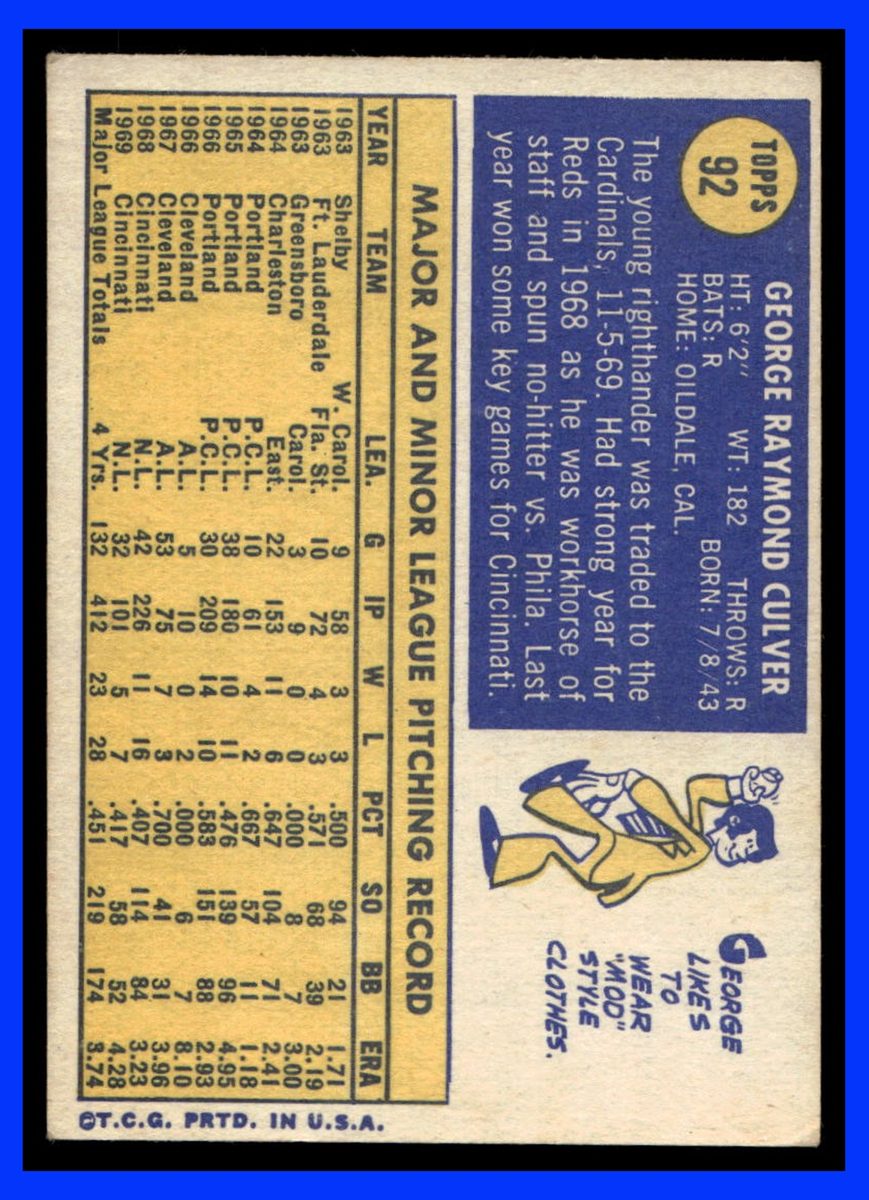 TOPPS
92
GEORGE RAYMOND CULVER
HT: 6'2" WT: 182 THROWS: R
BATS: R BORN: 7/8/43
HOME: OILDALE, CAL.
The young righthander was traded to the
Cardinals, 11-5-69. Had strong year for
Reds in 1968 as he was workhorse of
staff and spun no-hitter vs. Phila. Last
year won some key games for Cincinnati.
GEORGE
LIKES
TO
WEAR
"MOD"
STYLE
CLOTHES.
MAJOR AND MINOR LEAGUE PITCHING RECORD
YEAR TEAM LEA. G IP W L PCT SO BB ERA
1963 Shelby W. Carol. 9 58 3 3 .500 94 21 1.71
1963 Ft. Lauderdale Fla. St. 10 72 4 3 .571 68 39 2.19
1963 Greensboro Carol. 3 9 0 0 .000 8 7 3.00
1964 Charleston East. 22 153 11 6 .647 104 71 2.41
1964 Portland P.C.L. 10 61 4 2 .667 57 11 1.18
1965 Portland P.C.L. 38 180 10 11 .476 139 96 4.95
1966 Portland P.C.L. 30 209 14 10 .583 151 88 2.93
1966 Cleveland A.L. 5 10 0 2 .000 6 7 8.10
1967 Cleveland A.L. 53 75 7 3 .700 41 31 3.96
1968 Cincinnati N.L. 42 226 11 16 .407 114 84 3.23
1969 Cincinnati N.L. 32 101 5 7 .417 58 52 4.28
Major League Totals 4 Yrs. 132 412 23 28 .451 219 174 3.74
©T.C.G. PRTD. IN U.S.A.